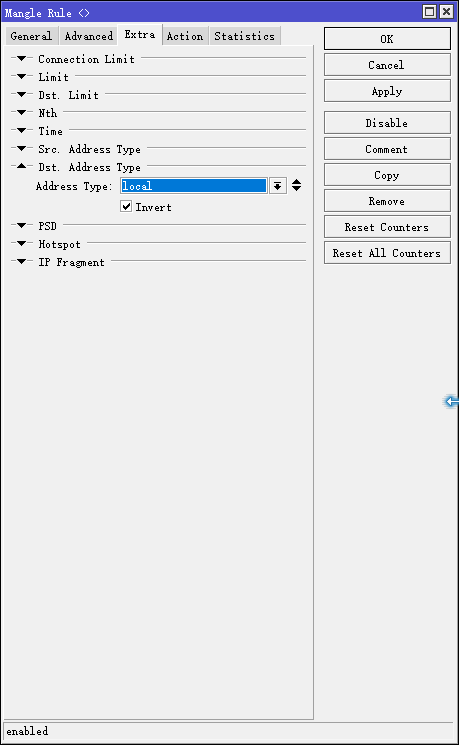 Mangle Rule <>
General Advanced Extra Action Statistics
Connection Limit
Limit
Dst. Limit
Nth
Time
Src. Address Type
Dst. Address Type
Address Type: local
Invert
PSD
Hotspot
IP Fragment
OK
Cancel
Apply
Disable
Comment
Copy
Remove
Reset Counters
Reset All Counters
enabled